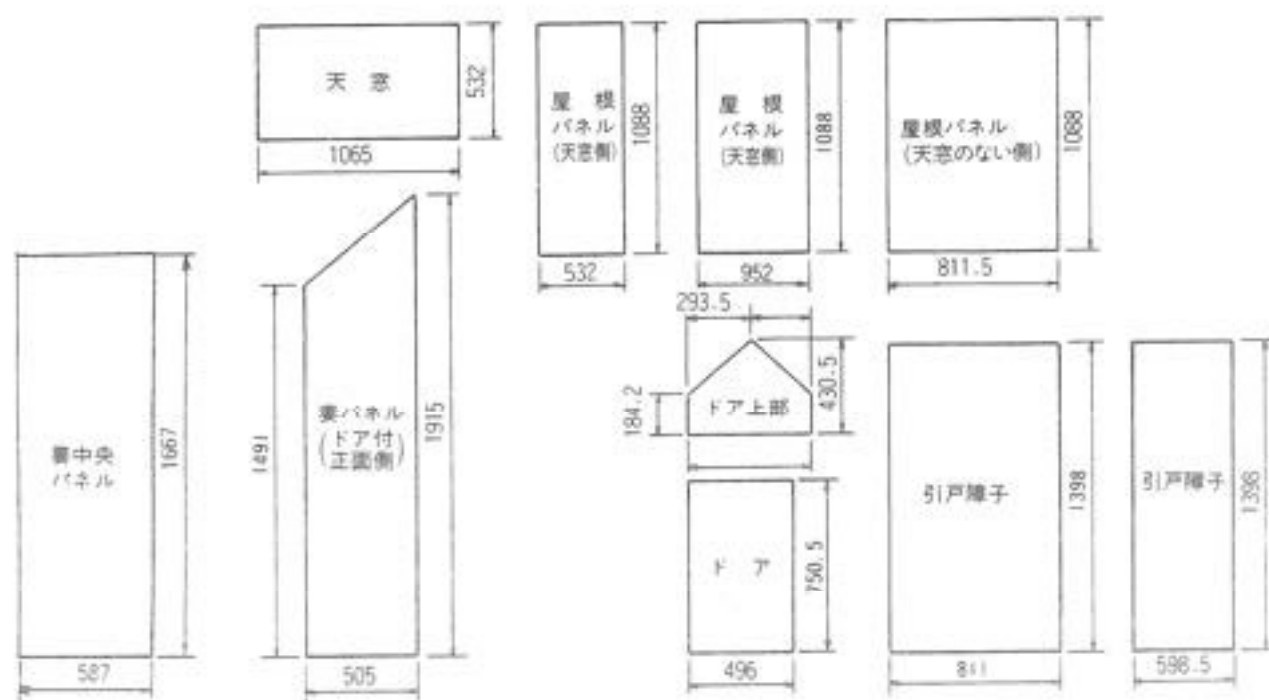 天窓
532
1065
屋根
パネル
(天窓側)
1088
532
屋根
パネル
(天窓側)
1088
952
屋根パネル
(天窓のない側)
1088
811.5
中央
パネル
1667
587
妻パネル
(ドア付
正面側)
1491
1915
505
293.5
184.2
ドア上部
430.5
ドア
750.5
496
引戸障子
1398
811
引戸障子
1398
598.5